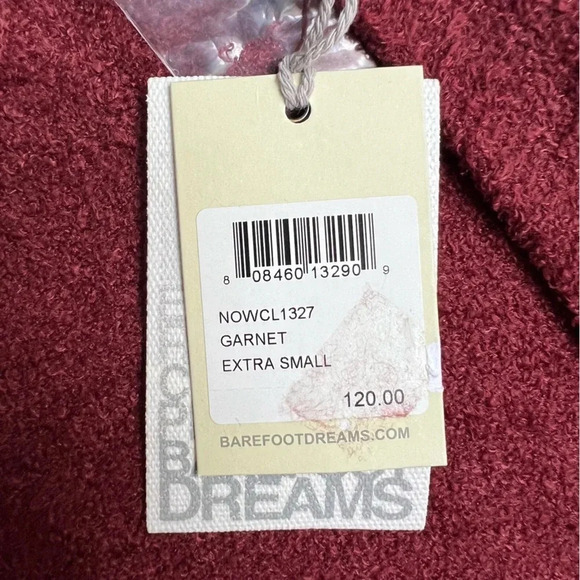 8 08460 13290 9
NOWCL1327
GARNET
EXTRA SMALL
120.00
BAREFOOTDREAMS.COM
DREAMS